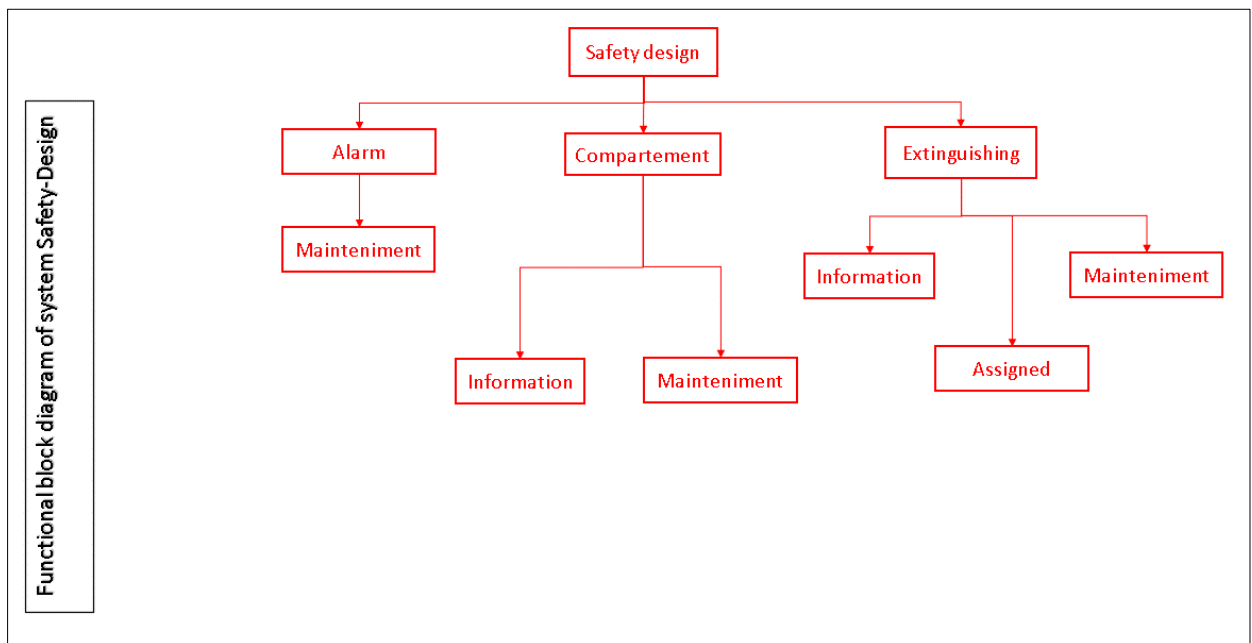 Functional block diagram of system Safety-Design
Safety design
Alarm
Compartement
Extinguishing
Mainteniment
Information
Mainteniment
Information
Mainteniment
Assigned